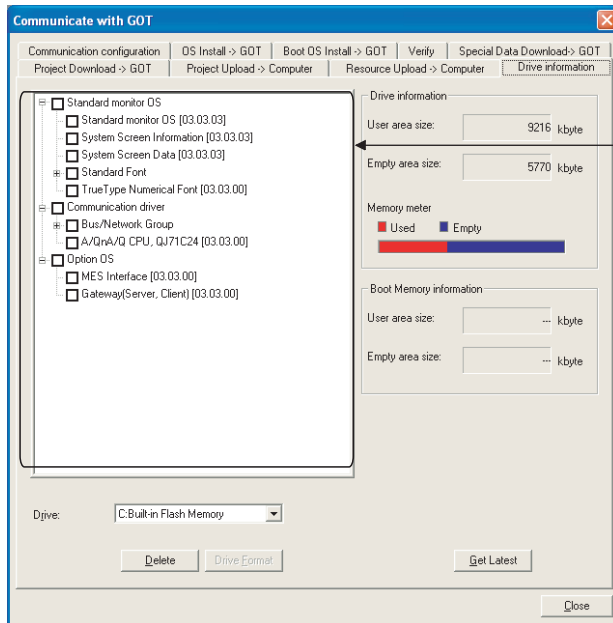 Communicate with GOT
Communication configuration OS Install -> GOT Boot OS Install -> GOT Verify Special Data Download-> GOT
Project Download -> GOT Project Upload -> Computer Resource Upload -> Computer Drive information
Standard monitor OS
Standard monitor OS [03.03.03]
System Screen Information [03.03.03]
System Screen Data [03.03.03]
Standard Font
TrueType Numerical Font [03.03.00]
Communication driver
Bus/Network Group
A/QnA/Q CPU, QJ71C24 [03.03.00]
Option OS
MES Interface [03.03.00]
Gateway(Server, Client) [03.03.00]
Drive information
User area size: 9216 kbyte
Empty area size: 5770 kbyte
Memory meter
Used Empty
Boot Memory information
User area size: --- kbyte
Empty area size: --- kbyte
Drive: C:Built-in Flash Memory
Delete Drive Format Get Latest
Close